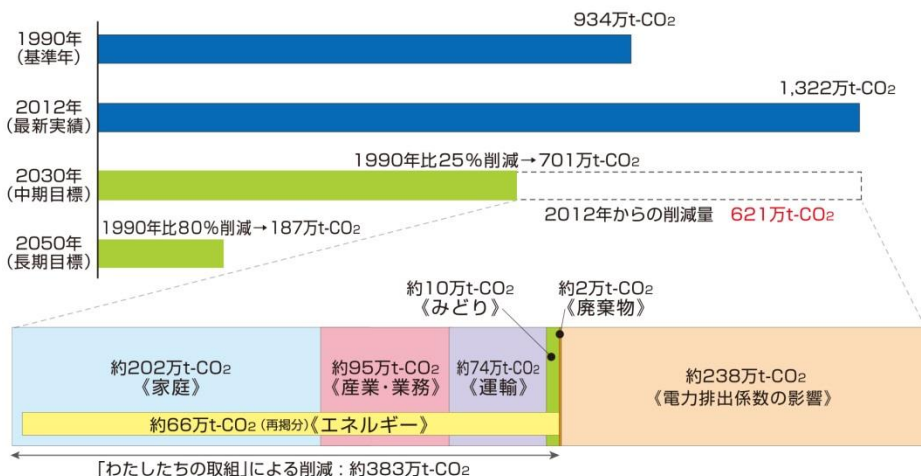 934万t-CO₂
1990年
(基準年)
1,322万t-CO₂
2012年
(最新実績)
1990年比25%削減→701万t-CO₂
2030年
(中期目標)
2012年からの削減量 621万t-CO₂
1990年比80%削減→187万t-CO₂
2050年
(長期目標)
約10万t-CO₂
《みどり》
約2万t-CO₂
《廃棄物》
約202万t-CO₂
《家庭》
約95万t-CO₂
《産業・業務》
約74万t-CO₂
《運輸》
約238万t-CO₂
《電力排出係数の影響》
約66万t-CO₂(再掲分)《エネルギー》
「わたしたちの取組」による削減:約383万t-CO₂